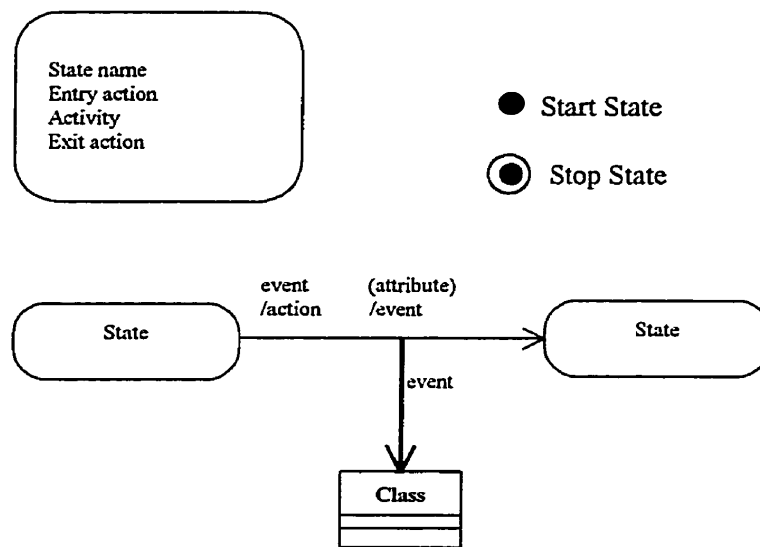 State name
Entry action
Activity
Exit action
Start State
Stop State
event
/action
(attribute)
/event
State
State
event
Class